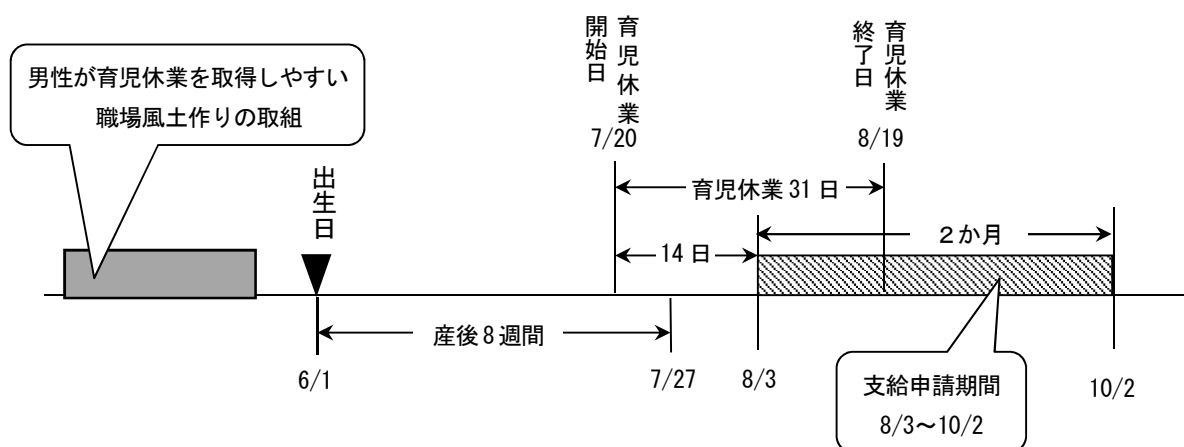 男性が育児休業を取得しやすい
職場風土作りの取組
出生日
育児休業
開始日
7/20
育児休業
終了日
8/19
育児休業31日
14日
2か月
産後8週間
6/1
7/27
8/3
10/2
支給申請期間
8/3～10/2